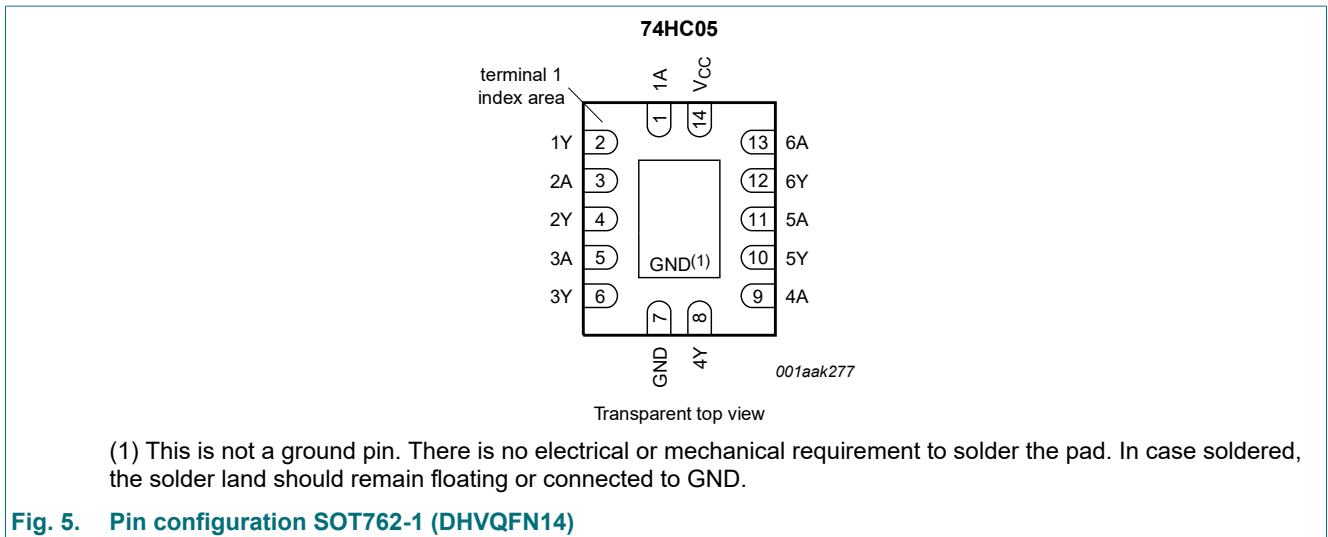 74HC05
terminal 1
index area
1A
VCC
1
14
1Y 2
13 6A
2A 3
12 6Y
2Y 4
11 5A
3A 5
10 5Y
3Y 6
9 4A
GND(1)
7
8
GND
4Y
001aak277
Transparent top view
(1) This is not a ground pin. There is no electrical or mechanical requirement to solder the pad. In case soldered,
the solder land should remain floating or connected to GND.
Fig. 5. Pin configuration SOT762-1 (DHVQFN14)